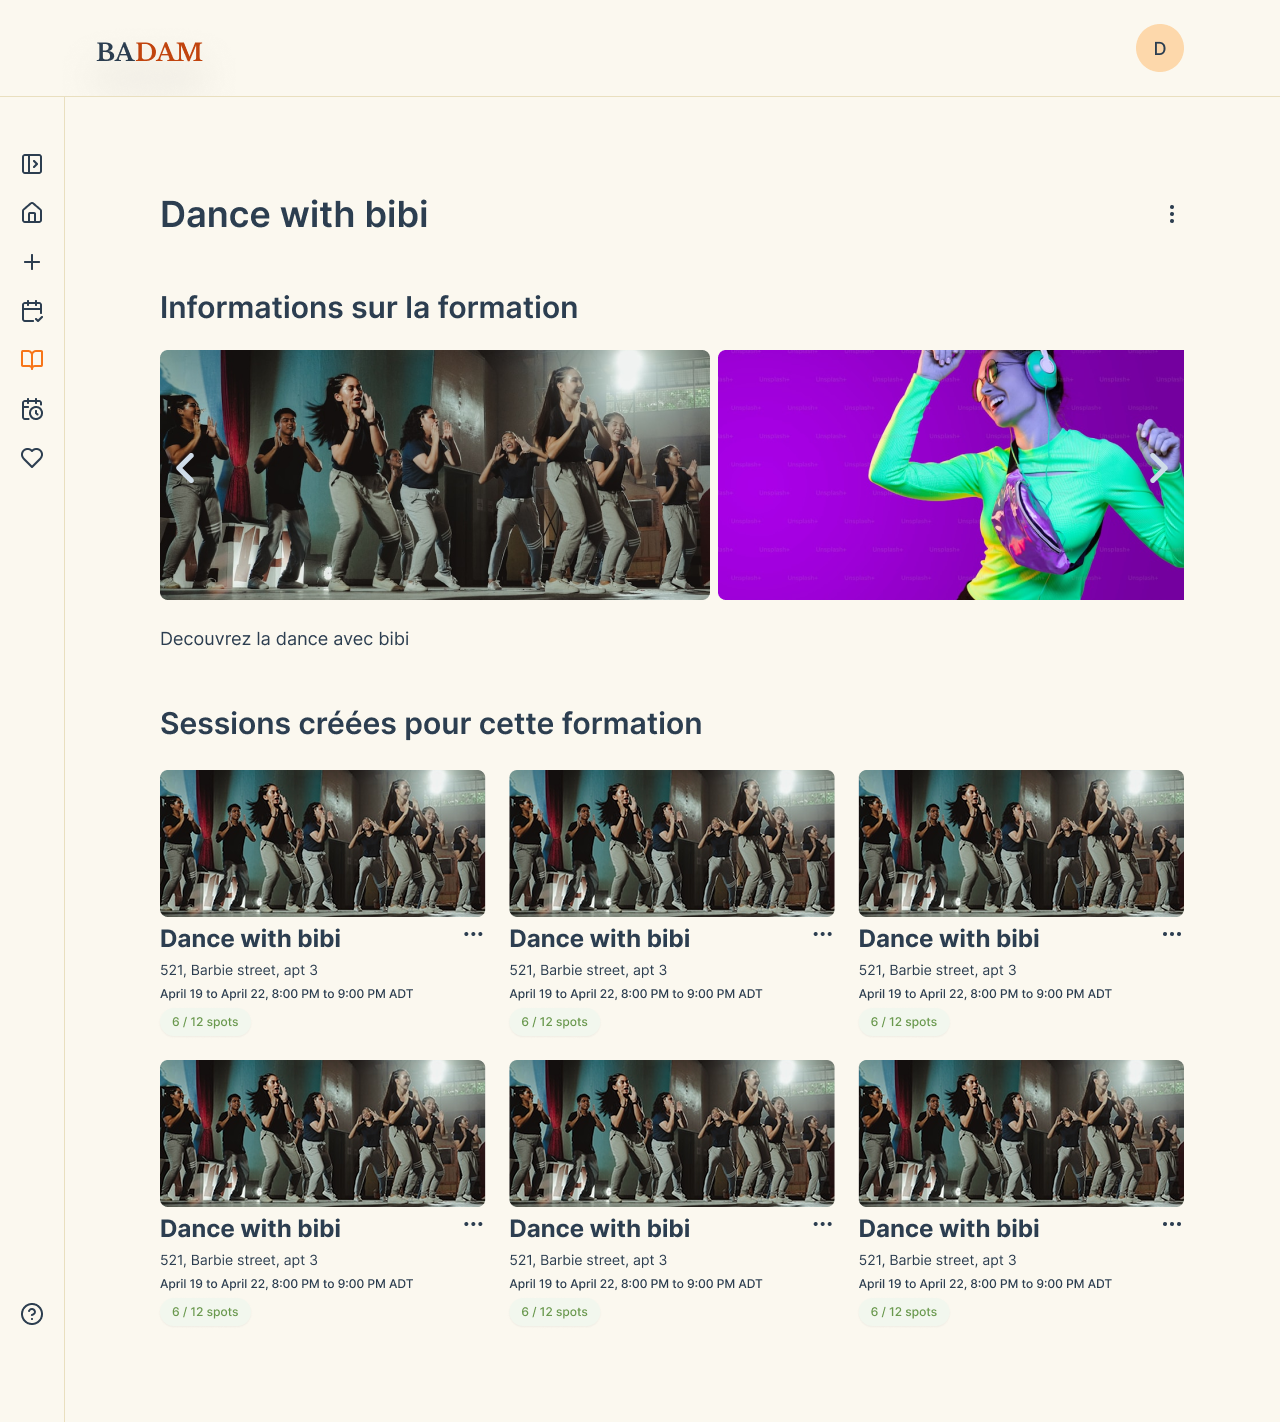 BADAM
D
Dance with bibi
Informations sur la formation
Decouvrez la dance avec bibi
Sessions créées pour cette formation
Dance with bibi
521, Barbie street, apt 3
April 19 to April 22, 8:00 PM to 9:00 PM ADT
6 / 12 spots
Dance with bibi
521, Barbie street, apt 3
April 19 to April 22, 8:00 PM to 9:00 PM ADT
6 / 12 spots
Dance with bibi
521, Barbie street, apt 3
April 19 to April 22, 8:00 PM to 9:00 PM ADT
6 / 12 spots
Dance with bibi
521, Barbie street, apt 3
April 19 to April 22, 8:00 PM to 9:00 PM ADT
6 / 12 spots
Dance with bibi
521, Barbie street, apt 3
April 19 to April 22, 8:00 PM to 9:00 PM ADT
6 / 12 spots
Dance with bibi
521, Barbie street, apt 3
April 19 to April 22, 8:00 PM to 9:00 PM ADT
6 / 12 spots